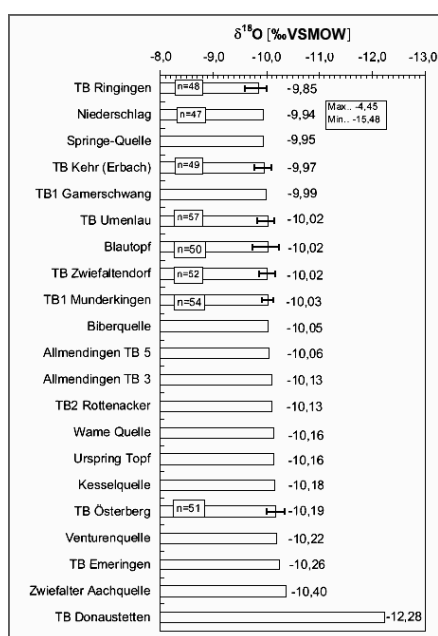 δ¹⁸O [‰VSMOW]
-8,0 -9,0 -10,0 -11,0 -12,0 -13,0
TB Ringingen n=48 -9,85
Niederschlag n=47 -9,94 Max.. -4,45
Min.. -15,48
Springe-Quelle -9,95
TB Kehr (Erbach) n=49 -9,97
TB1 Gamerschwang -9,99
TB Umenlau n=57 -10,02
Blautopf n=50 -10,02
TB Zwiefaltendorf n=52 -10,02
TB1 Munderkingen n=54 -10,03
Biberquelle -10,05
Allmendingen TB 5 -10,06
Allmendingen TB 3 -10,13
TB2 Rottenacker -10,13
Warne Quelle -10,16
Urspring Topf -10,16
Kesselquelle -10,18
TB Österberg n=51 -10,19
Venturenquelle -10,22
TB Emeringen -10,26
Zwiefalter Aachquelle -10,40
TB Donaustetten -12,28